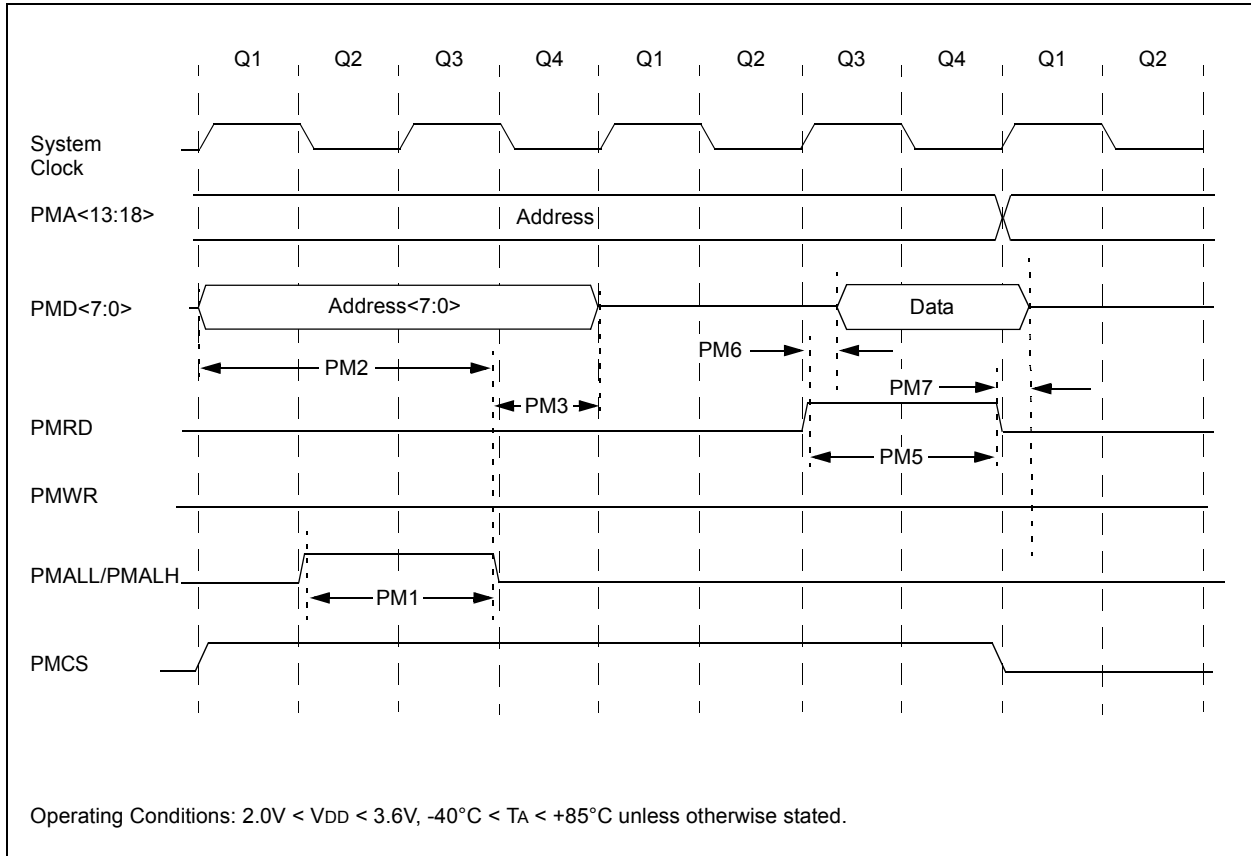 Q1 Q2 Q3 Q4 Q1 Q2 Q3 Q4 Q1 Q2
System
Clock
PMA<13:18>
Address
PMD<7:0>
Address<7:0>
Data
PM6
PM2
PM7
PM3
PMRD
PM5
PMWR
PMALL/PMALH
PM1
PMCS
Operating Conditions: 2.0V < VDD < 3.6V, -40°C < TA < +85°C unless otherwise stated.